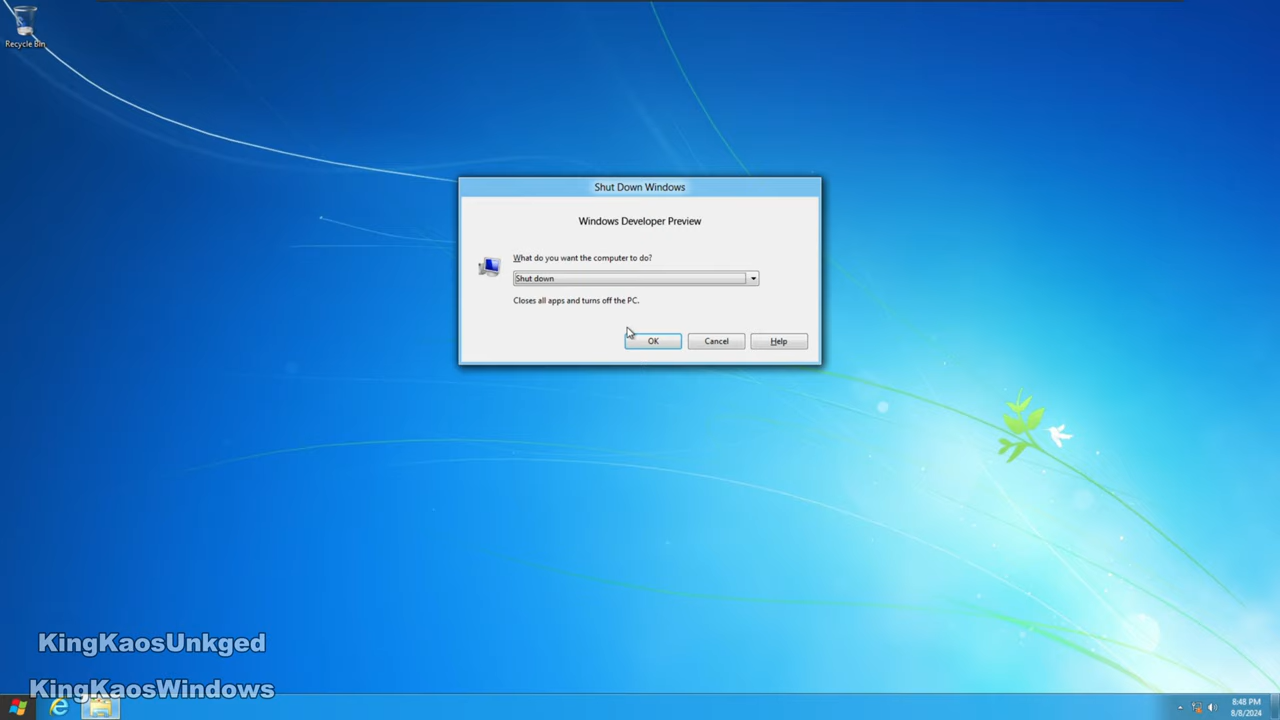 Recycle Bin
Shut Down Windows
Windows Developer Preview
What do you want the computer to do?
Shut down
Closes all apps and turns off the PC.
OK Cancel Help
KingKaosUnkged
KingKaosWindows
8:48 PM
8/8/2024